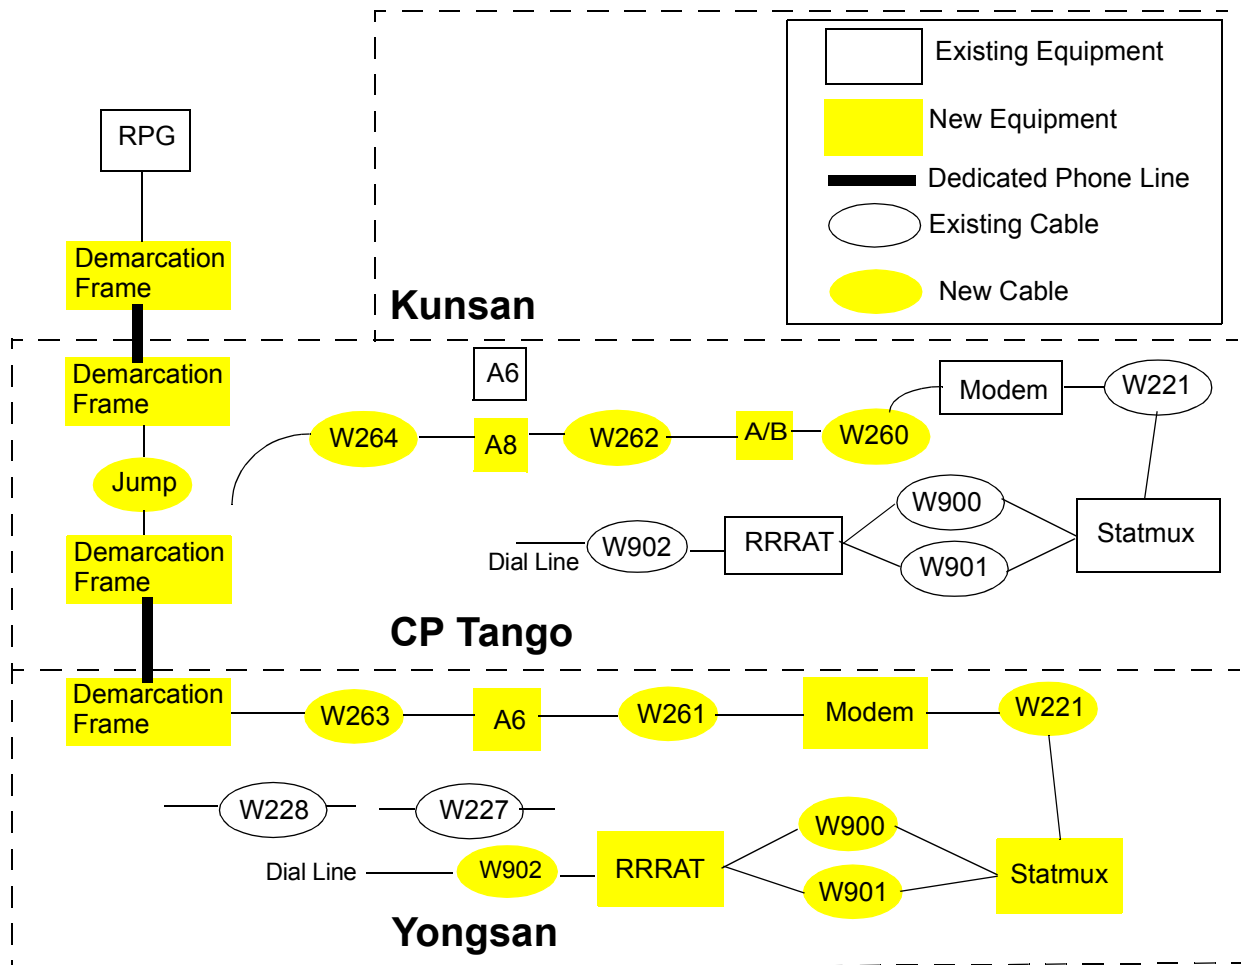 Existing Equipment
New Equipment
Dedicated Phone Line
Existing Cable
New Cable
RPG
Demarcation
Frame
Kunsan
Demarcation
Frame
A6
Modem
W221
W264
A8
W262
A/B
W260
Jump
W900
Statmux
Dial Line
W902
RRRAT
W901
Demarcation
Frame
CP Tango
Demarcation
Frame
W263
A6
W261
Modem
W221
W228
W227
W900
Dial Line
W902
RRRAT
W901
Statmux
Yongsan